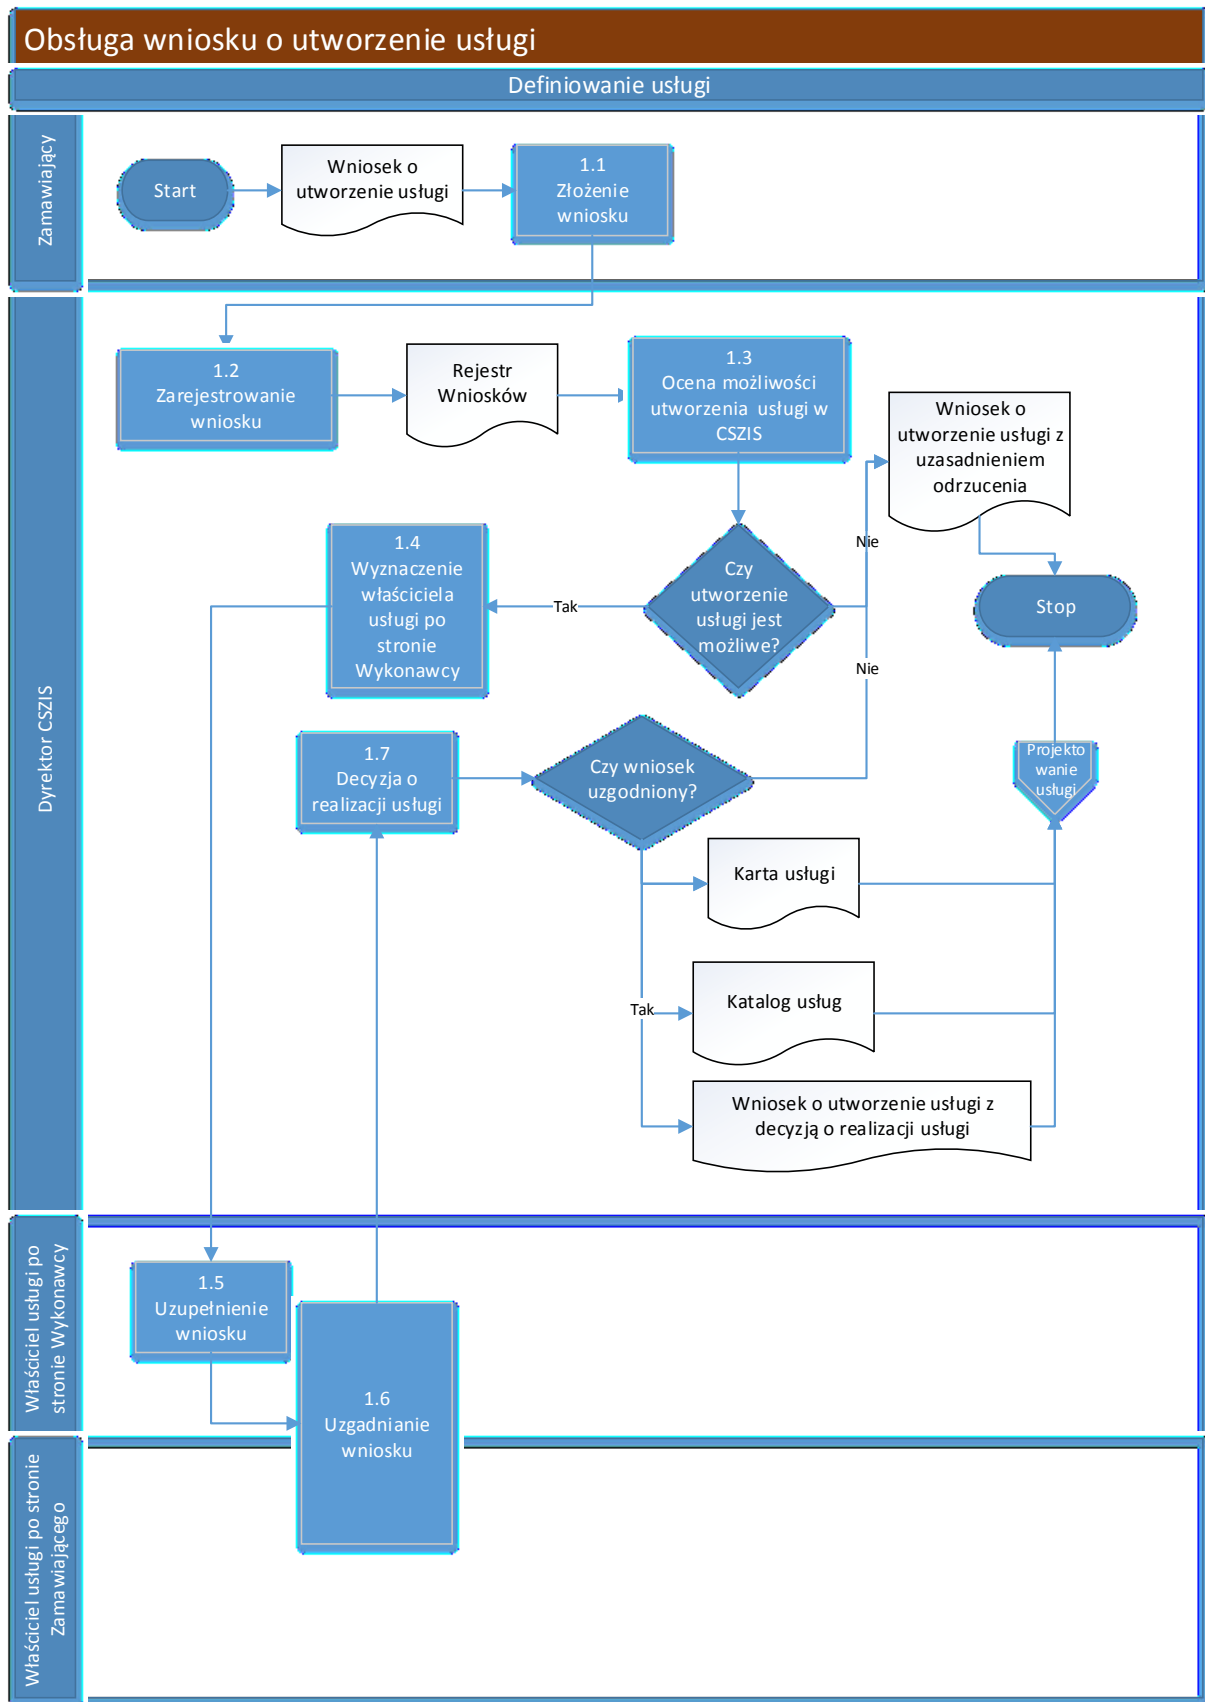 Obsługa wniosku o utworzenie usługi
Definiowanie usługi
Zamawiający
Start
Wniosek o
utworzenie usługi
1.1
Złożenie
wniosku
Dyrektor CSZIS
1.2
Zarejestrowanie
wniosku
Rejestr
Wniosków
1.3
Ocena możliwości
utworzenia usługi w
CSZIS
Wniosek o
utworzenie usługi z
uzasadnieniem
odrzucenia
Nie
1.4
Wyznaczenie
właściciela
usługi po
stronie
Wykonawcy
Tak
Czy
utworzenie
usługi jest
możliwe?
Stop
Nie
1.7
Decyzja o
realizacji usługi
Czy wniosek
uzgodniony?
Projekto
wanie
usługi
Karta usługi
Tak
Katalog usług
Wniosek o utworzenie usługi z
decyzją o realizacji usługi
Właściciel usługi po
stronie Wykonawcy
1.5
Uzupełnienie
wniosku
1.6
Uzgadnianie
wniosku
Właściciel usługi po stronie
Zamawiającego